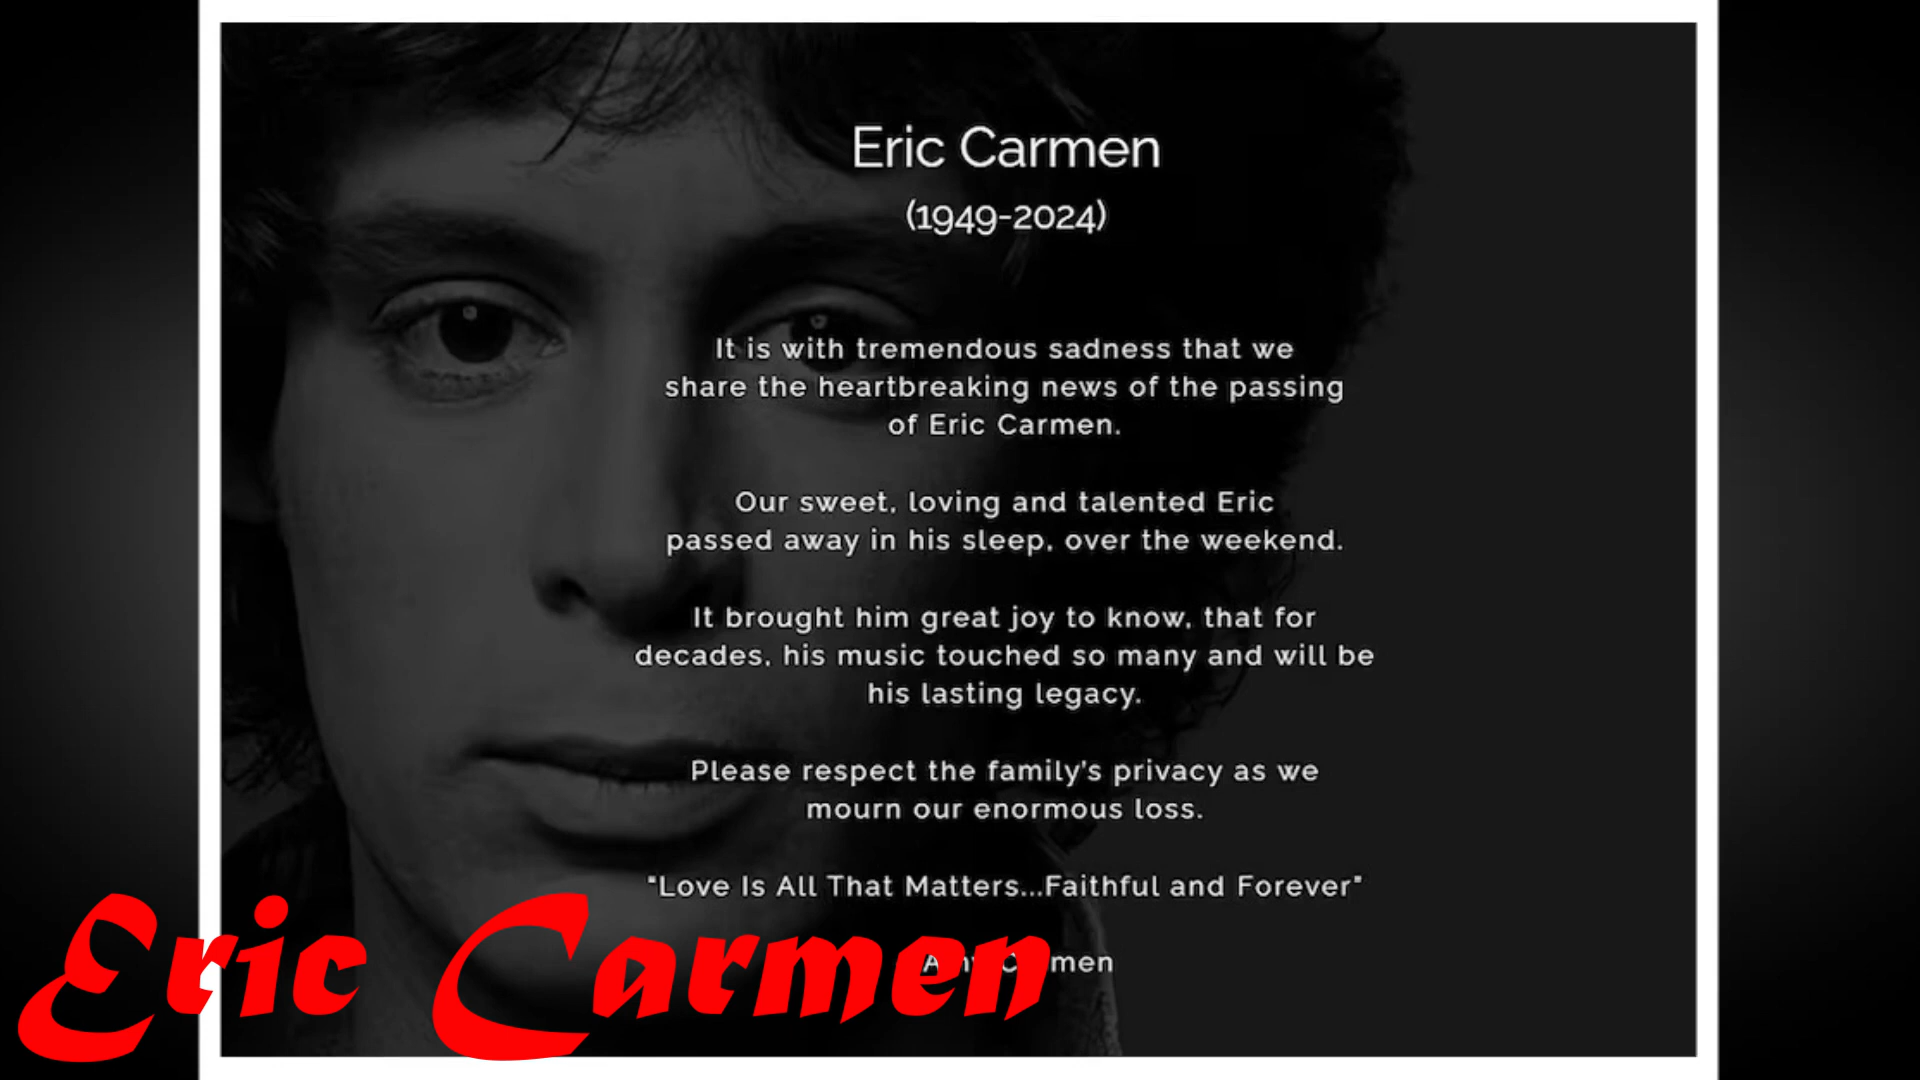 Eric Carmen
(1949-2024)
It is with tremendous sadness that we
share the heartbreaking news of the passing
of Eric Carmen.
Our sweet, loving and talented Eric
passed away in his sleep, over the weekend.
It brought him great joy to know, that for
decades, his music touched so many and will be
his lasting legacy.
Please respect the family's privacy as we
mourn our enormous loss.
"Love Is All That Matters...Faithful and Forever"
Eric Carmen